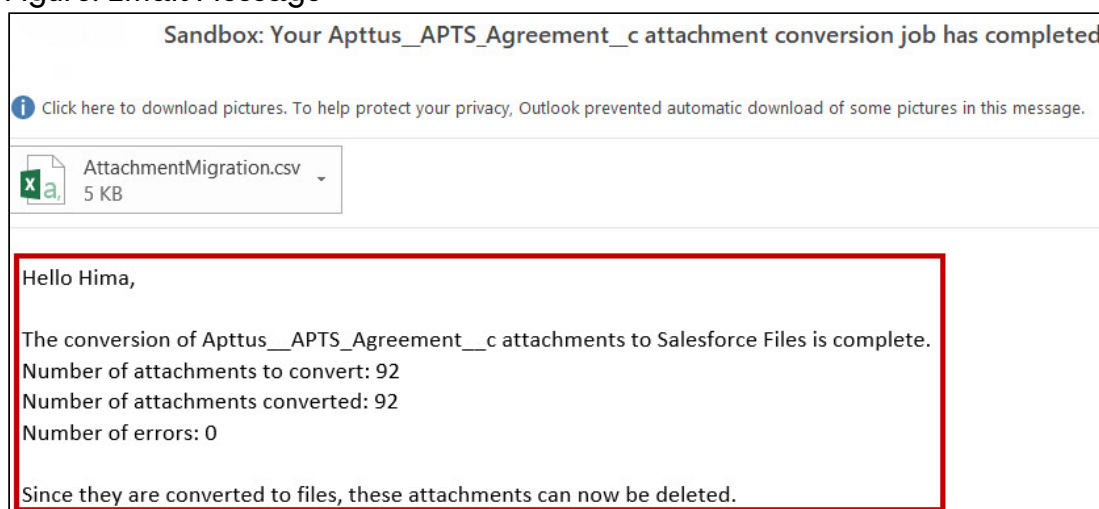 Figure: Email Message
Sandbox: Your Apttus__APTS_Agreement__c attachment conversion job has completed
Click here to download pictures. To help protect your privacy, Outlook prevented automatic download of some pictures in this message.
AttachmentMigration.csv
5 KB
Hello Hima,
The conversion of Apttus__APTS_Agreement__c attachments to Salesforce Files is complete.
Number of attachments to convert: 92
Number of attachments converted: 92
Number of errors: 0
Since they are converted to files, these attachments can now be deleted.